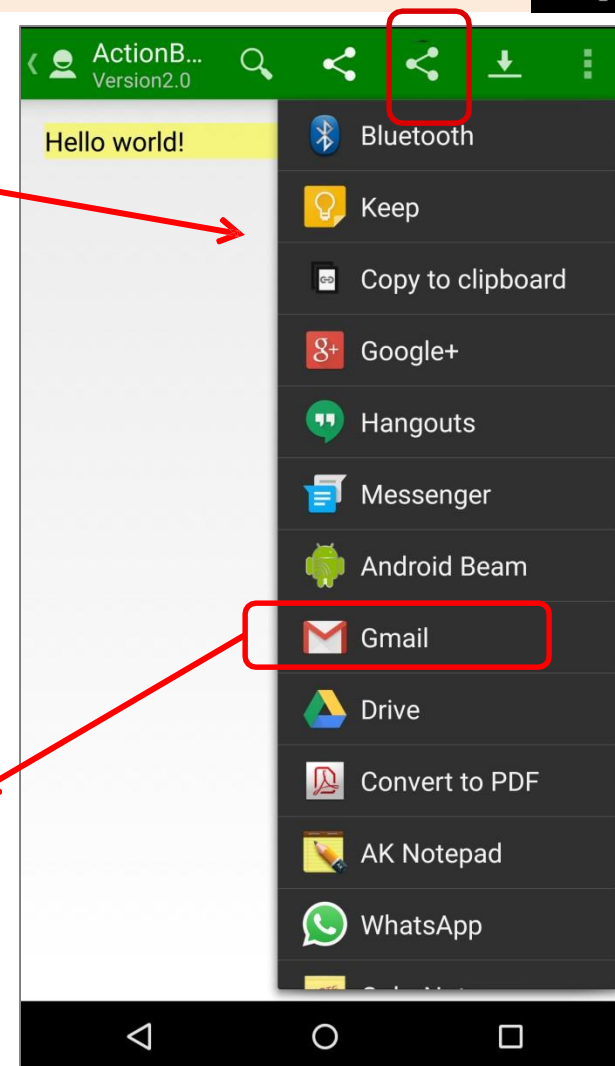 ActionB...
Version2.0
Hello world!
Bluetooth
Keep
Copy to clipboard
Google+
Hangouts
Messenger
Android Beam
Gmail
Drive
Convert to PDF
AK Notepad
WhatsApp